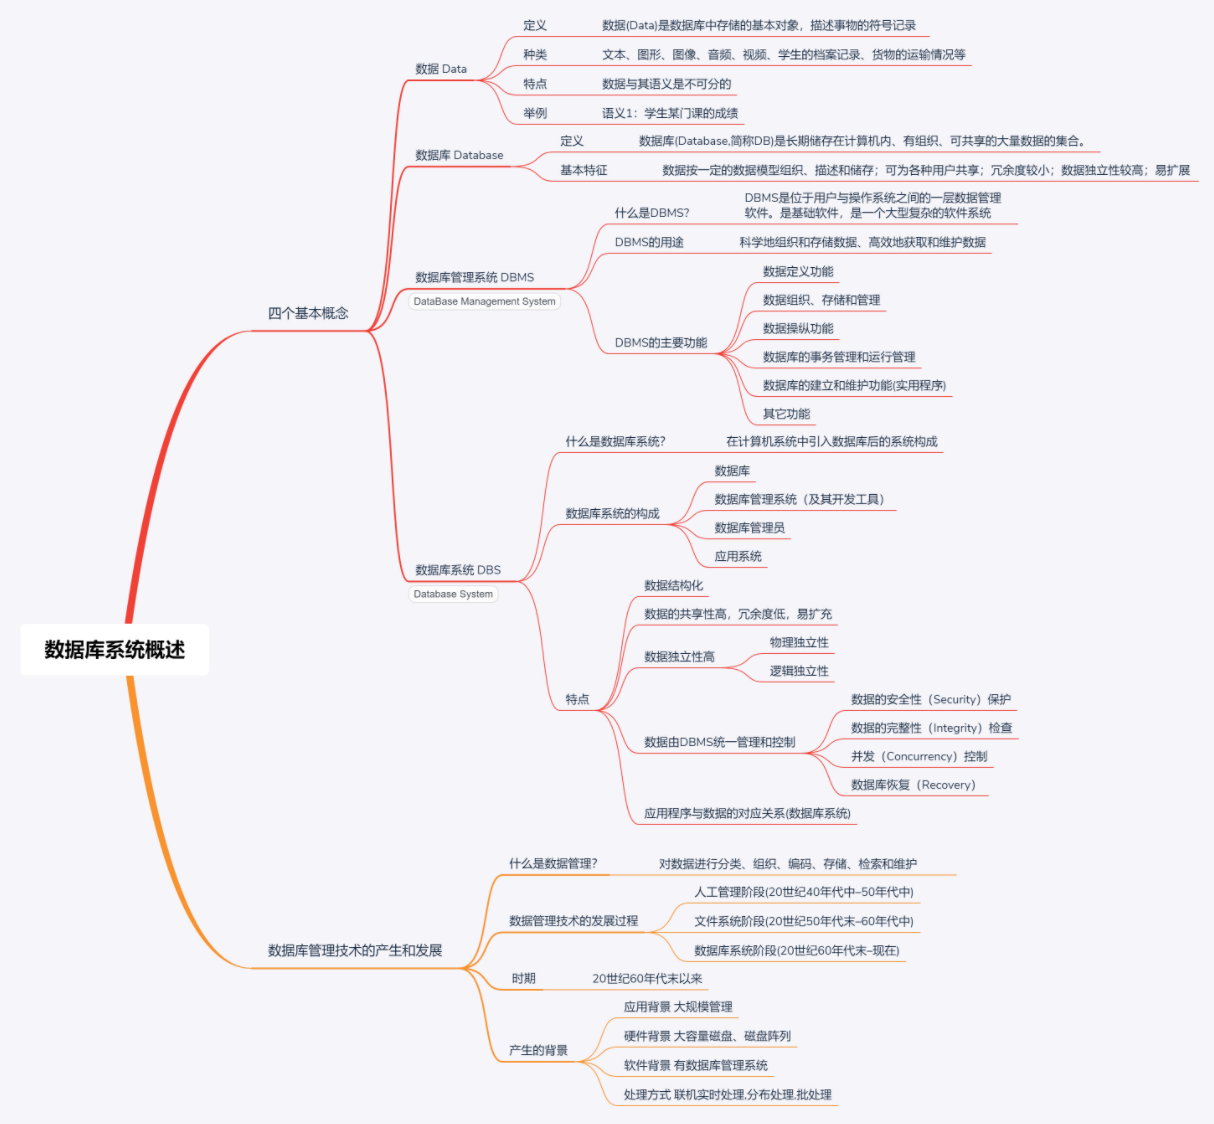 数据库系统概述
四个基本概念
数据 Data
定义
数据(Data)是数据库中存储的基本对象，描述事物的符号记录
种类
文本、图形、图像、音频、视频、学生的档案记录、货物的运输情况等
特点
数据与其语义是不可分的
举例
语义1：学生某门课的成绩
数据库 Database
定义
数据库(Database,简称DB)是长期储存在计算机内、有组织、可共享的大量数据的集合。
基本特征
数据按一定的数据模型组织、描述和储存；可为各种用户共享；冗余度较小；数据独立性较高；易扩展
数据库管理系统 DBMS
DataBase Management System
什么是DBMS?
DBMS是位于用户与操作系统之间的一层数据管理
软件。是基础软件，是一个大型复杂的软件系统
DBMS的用途
科学地组织和存储数据、高效地获取和维护数据
DBMS的主要功能
数据定义功能
数据组织、存储和管理
数据操纵功能
数据库的事务管理和运行管理
数据库的建立和维护功能(实用程序)
其它功能
数据库系统 DBS
Database System
什么是数据库系统?
在计算机系统中引入数据库后的系统构成
数据库系统的构成
数据库
数据库管理系统（及其开发工具）
数据库管理员
应用系统
特点
数据结构化
数据的共享性高，冗余度低，易扩充
数据独立性高
物理独立性
逻辑独立性
数据由DBMS统一管理和控制
数据的安全性（Security）保护
数据的完整性（Integrity）检查
并发（Concurrency）控制
数据库恢复（Recovery）
应用程序与数据的对应关系(数据库系统)
数据库管理技术的产生和发展
什么是数据管理?
对数据进行分类、组织、编码、存储、检索和维护
数据管理技术的发展过程
人工管理阶段(20世纪40年代中–50年代中)
文件系统阶段(20世纪50年代末–60年代中)
数据库系统阶段(20世纪60年代末–现在)
时期
20世纪60年代末以来
产生的背景
应用背景 大规模管理
硬件背景 大容量磁盘、磁盘阵列
软件背景 有数据库管理系统
处理方式 联机实时处理,分布处理,批处理